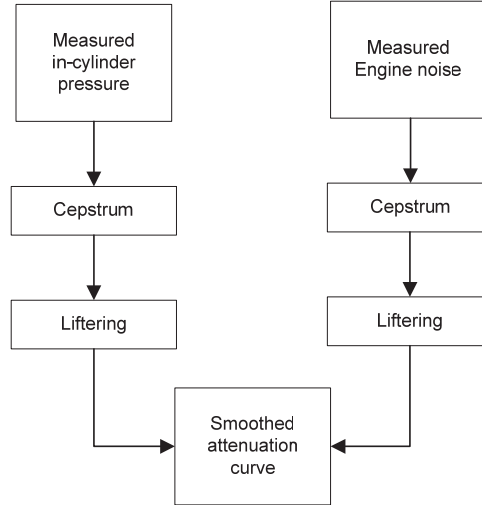 Measured
in-cylinder
pressure
Measured
Engine noise
Cepstrum
Cepstrum
Liftering
Liftering
Smoothed
attenuation
curve